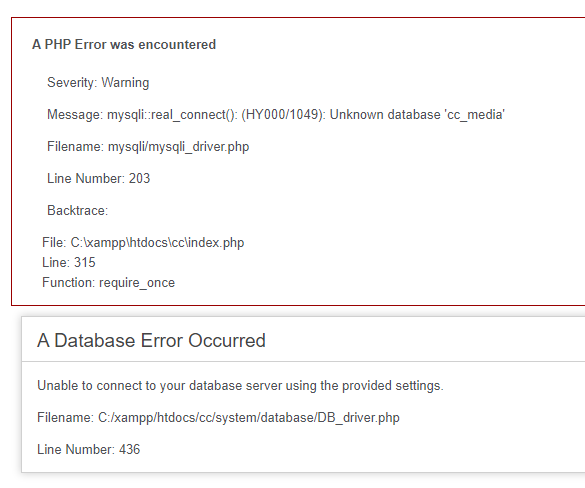 A PHP Error was encountered
Severity: Warning
Message: mysqli::real_connect(): (HY000/1049): Unknown database 'cc_media'
Filename: mysqli/mysqli_driver.php
Line Number: 203
Backtrace:
File: C:\xampp\htdocs\cc\index.php
Line: 315
Function: require_once
A Database Error Occurred
Unable to connect to your database server using the provided settings.
Filename: C:/xampp/htdocs/cc/system/database/DB_driver.php
Line Number: 436